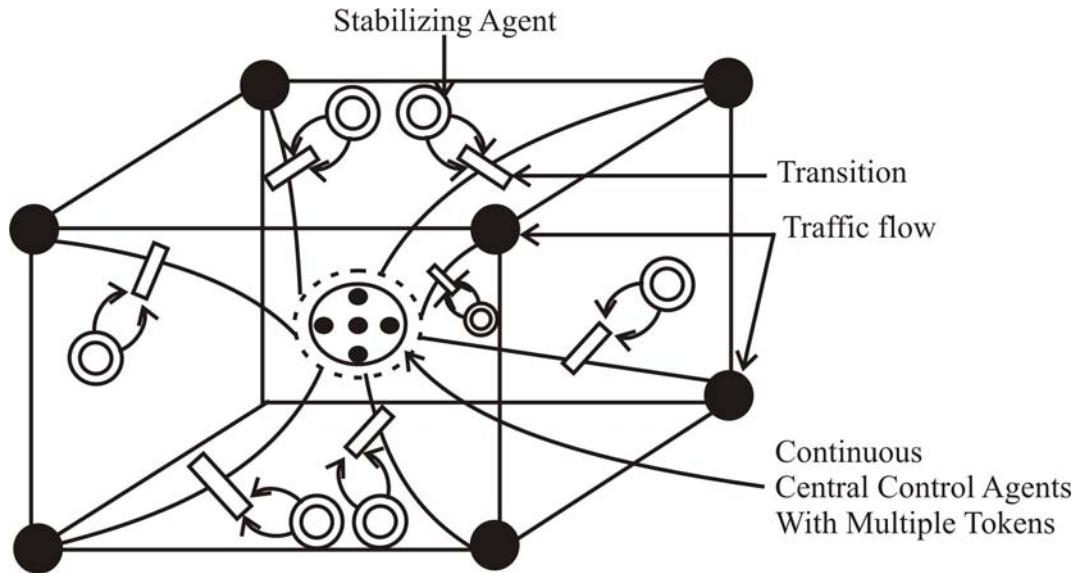 Stabilizing Agent
Transition
Traffic flow
Continuous
Central Control Agents
With Multiple Tokens